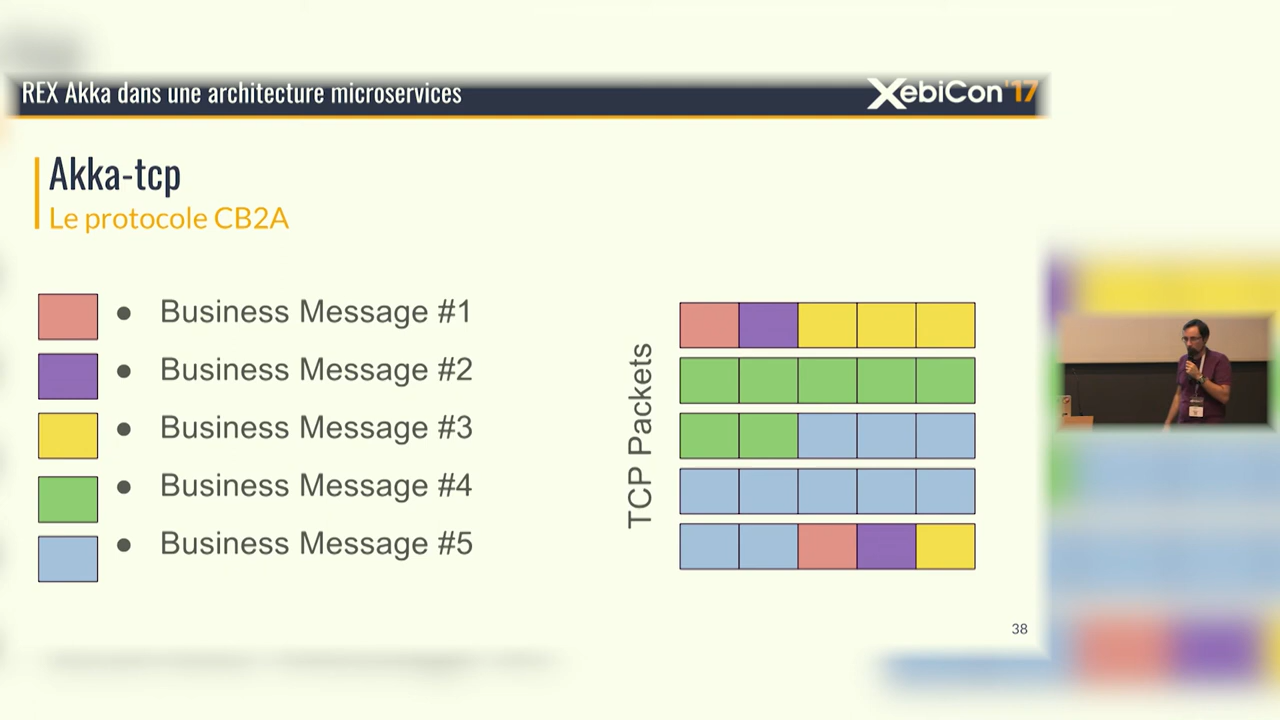 REX Akka dans une architecture microservices
XebiCon'17
Akka-tcp
Le protocole CB2A
Business Message #1
Business Message #2
Business Message #3
Business Message #4
Business Message #5
TCP Packets
38